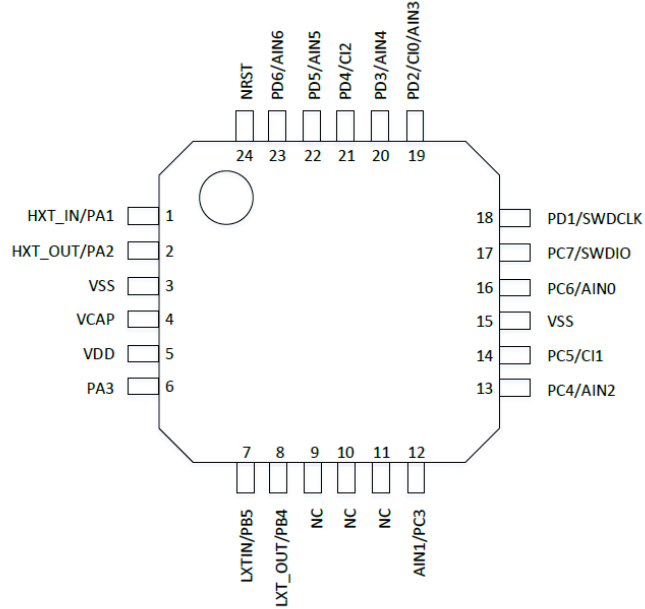 NRST
PD6/AIN6
PD5/AIN5
PD4/CI2
PD3/AIN4
PD2/CI0/AIN3
24 23 22 21 20 19
HXT_IN/PA1 1
HXT_OUT/PA2 2
VSS 3
VCAP 4
VDD 5
PA3 6
18 PD1/SWDCLK
17 PC7/SWDIO
16 PC6/AIN0
15 VSS
14 PC5/CI1
13 PC4/AIN2
7 8 9 10 11 12
LXTIN/PB5
LXT_OUT/PB4
NC
NC
NC
AIN1/PC3